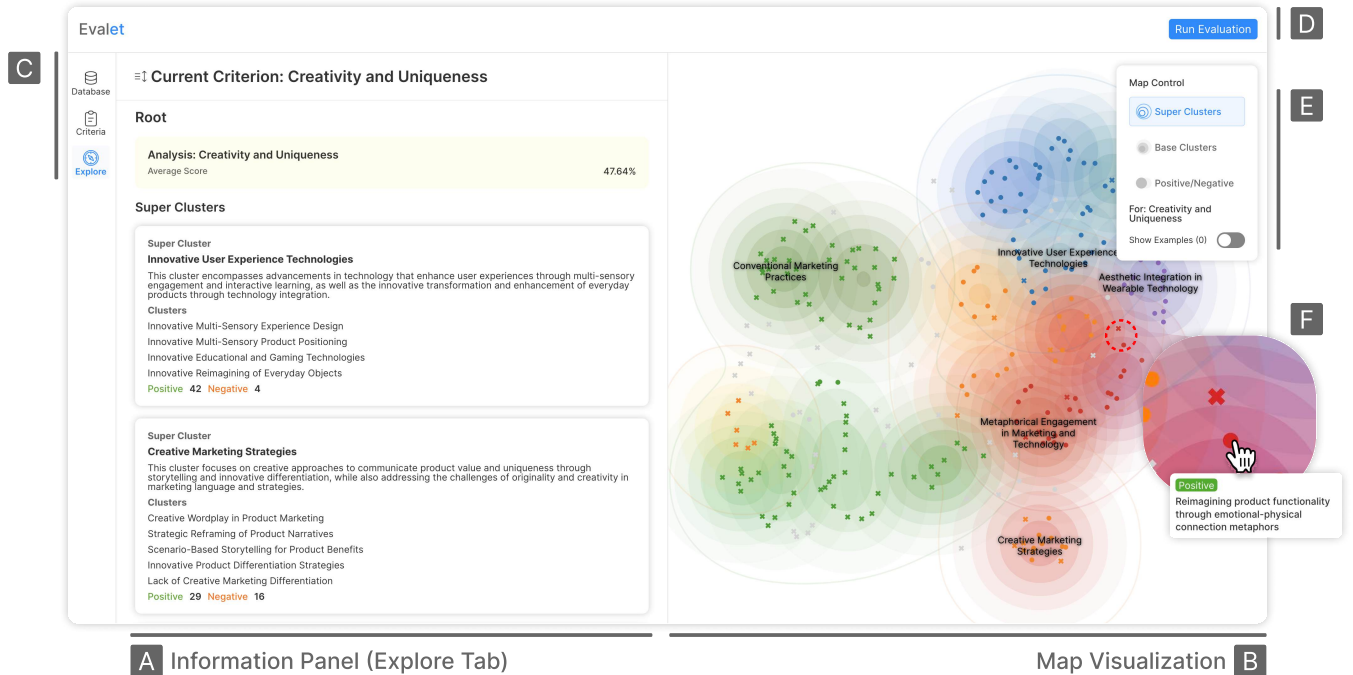 Evalet
Run Evaluation
D
C
Database
Criteria
Explore
Current Criterion: Creativity and Uniqueness
Root
Analysis: Creativity and Uniqueness
Average Score
47.64%
Super Clusters
Super Cluster
Innovative User Experience Technologies
This cluster encompasses advancements in technology that enhance user experiences through multi-sensory
engagement and interactive learning, as well as the innovative transformation and enhancement of everyday
products through technology integration.
Clusters
Innovative Multi-Sensory Experience Design
Innovative Multi-Sensory Product Positioning
Innovative Educational and Gaming Technologies
Innovative Reimagining of Everyday Objects
Positive 42 Negative 4
Super Cluster
Creative Marketing Strategies
This cluster focuses on creative approaches to communicate product value and uniqueness through
storytelling and innovative differentiation, while also addressing the challenges of originality and creativity in
marketing language and strategies.
Clusters
Creative Wordplay in Product Marketing
Strategic Reframing of Product Narratives
Scenario-Based Storytelling for Product Benefits
Innovative Product Differentiation Strategies
Lack of Creative Marketing Differentiation
Positive 29 Negative 16
Map Control
Super Clusters
Base Clusters
Positive/Negative
For: Creativity and
Uniqueness
Show Examples (0)
E
Conventional Marketing
Practices
Innovative User Experience
Technologies
Aesthetic Integration in
Wearable Technology
F
Metaphorical Engagement
in Marketing and
Technology
Positive
Reimagining product functionality
through emotional-physical
connection metaphors
Creative Marketing
Strategies
A Information Panel (Explore Tab)
Map Visualization B